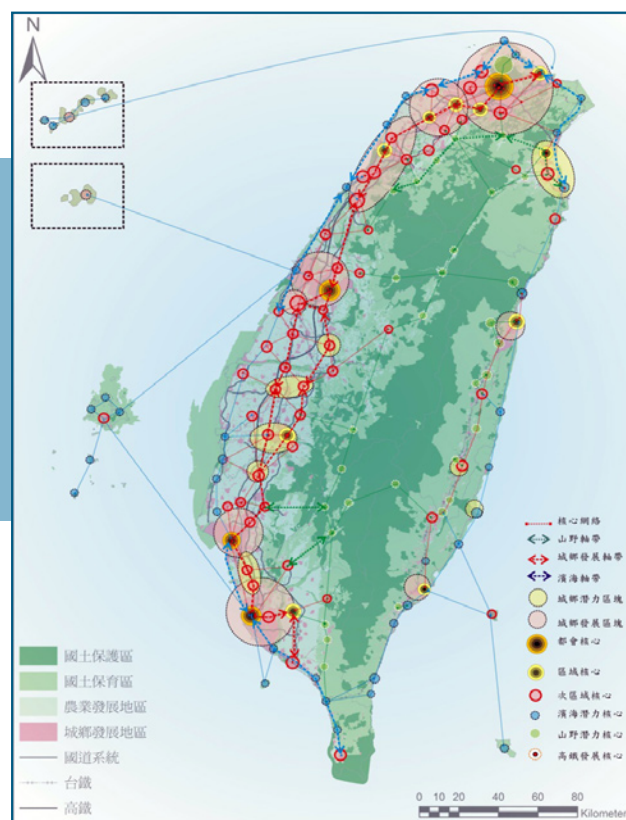 N
核心網絡
山野軸帶
城鄉發展軸帶
濱海軸帶
城鄉潛力區塊
城鄉發展區塊
都會核心
區域核心
次區域核心
濱海潛力核心
山野潛力核心
高鐵發展核心
國土保護區
國土保育區
農業發展地區
城鄉發展地區
國道系統
台鐵
高鐵
0 10 20 40 60 80
Kilometers